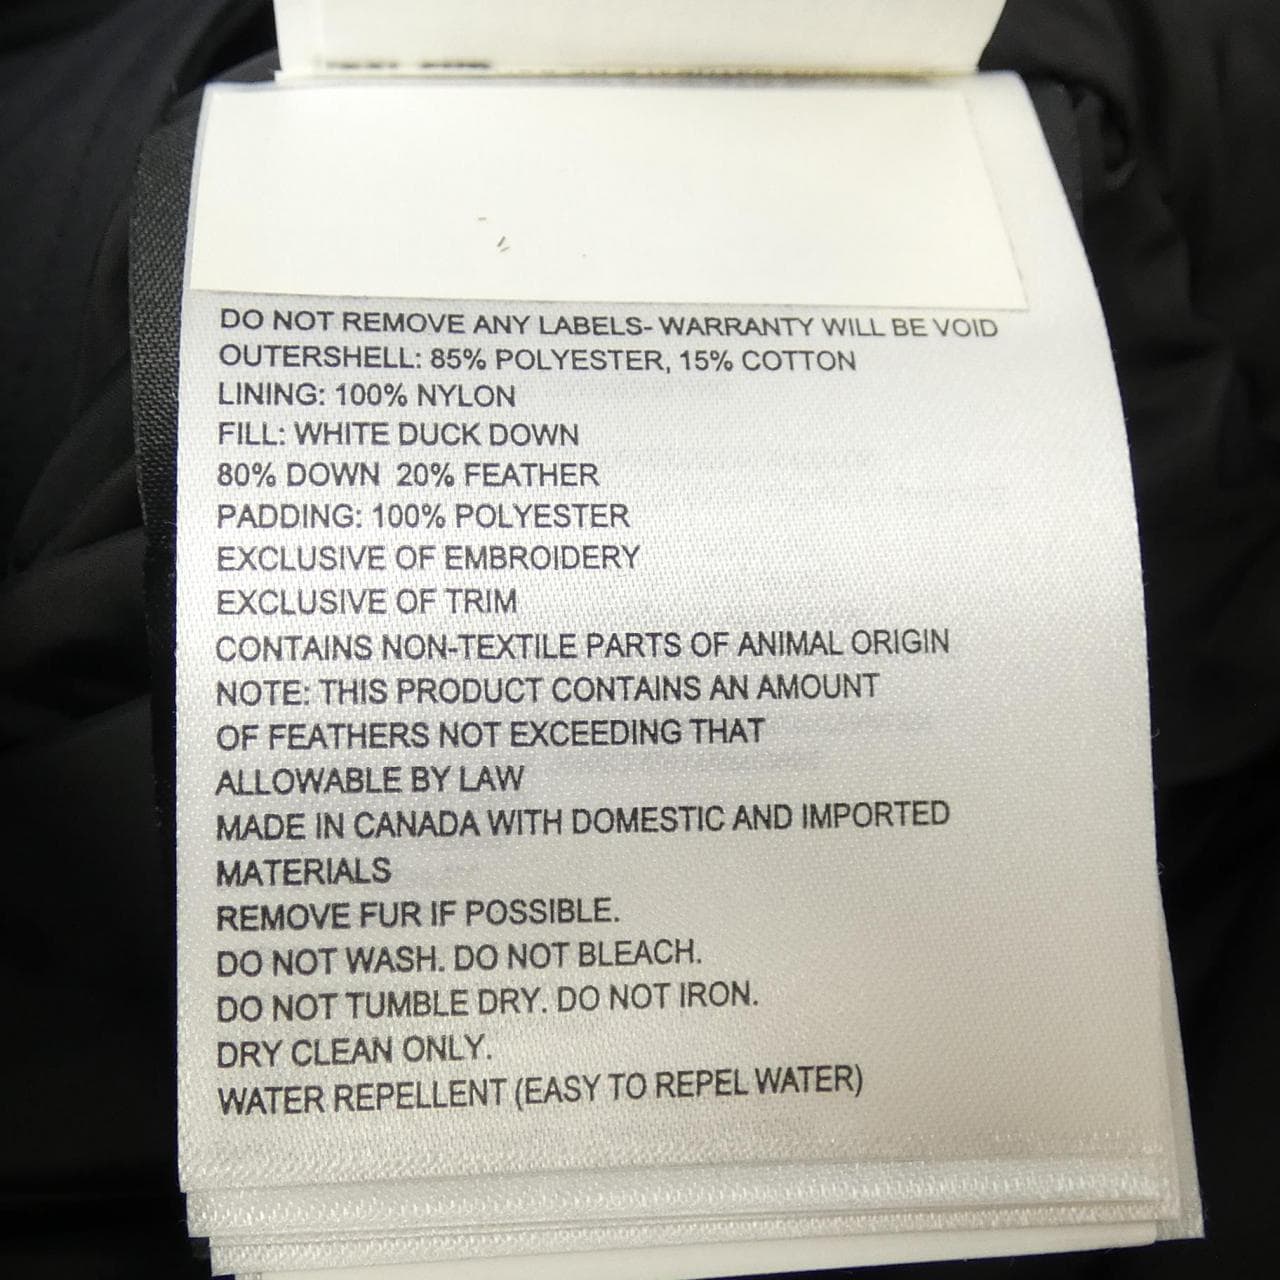 DO NOT REMOVE ANY LABELS- WARRANTY WILL BE VOID
OUTERSHELL: 85% POLYESTER, 15% COTTON
LINING: 100% NYLON
FILL: WHITE DUCK DOWN
80% DOWN 20% FEATHER
PADDING: 100% POLYESTER
EXCLUSIVE OF EMBROIDERY
EXCLUSIVE OF TRIM
CONTAINS NON-TEXTILE PARTS OF ANIMAL ORIGIN
NOTE: THIS PRODUCT CONTAINS AN AMOUNT
OF FEATHERS NOT EXCEEDING THAT
ALLOWABLE BY LAW
MADE IN CANADA WITH DOMESTIC AND IMPORTED
MATERIALS
REMOVE FUR IF POSSIBLE.
DO NOT WASH. DO NOT BLEACH.
DO NOT TUMBLE DRY. DO NOT IRON.
DRY CLEAN ONLY.
WATER REPELLENT (EASY TO REPEL WATER)